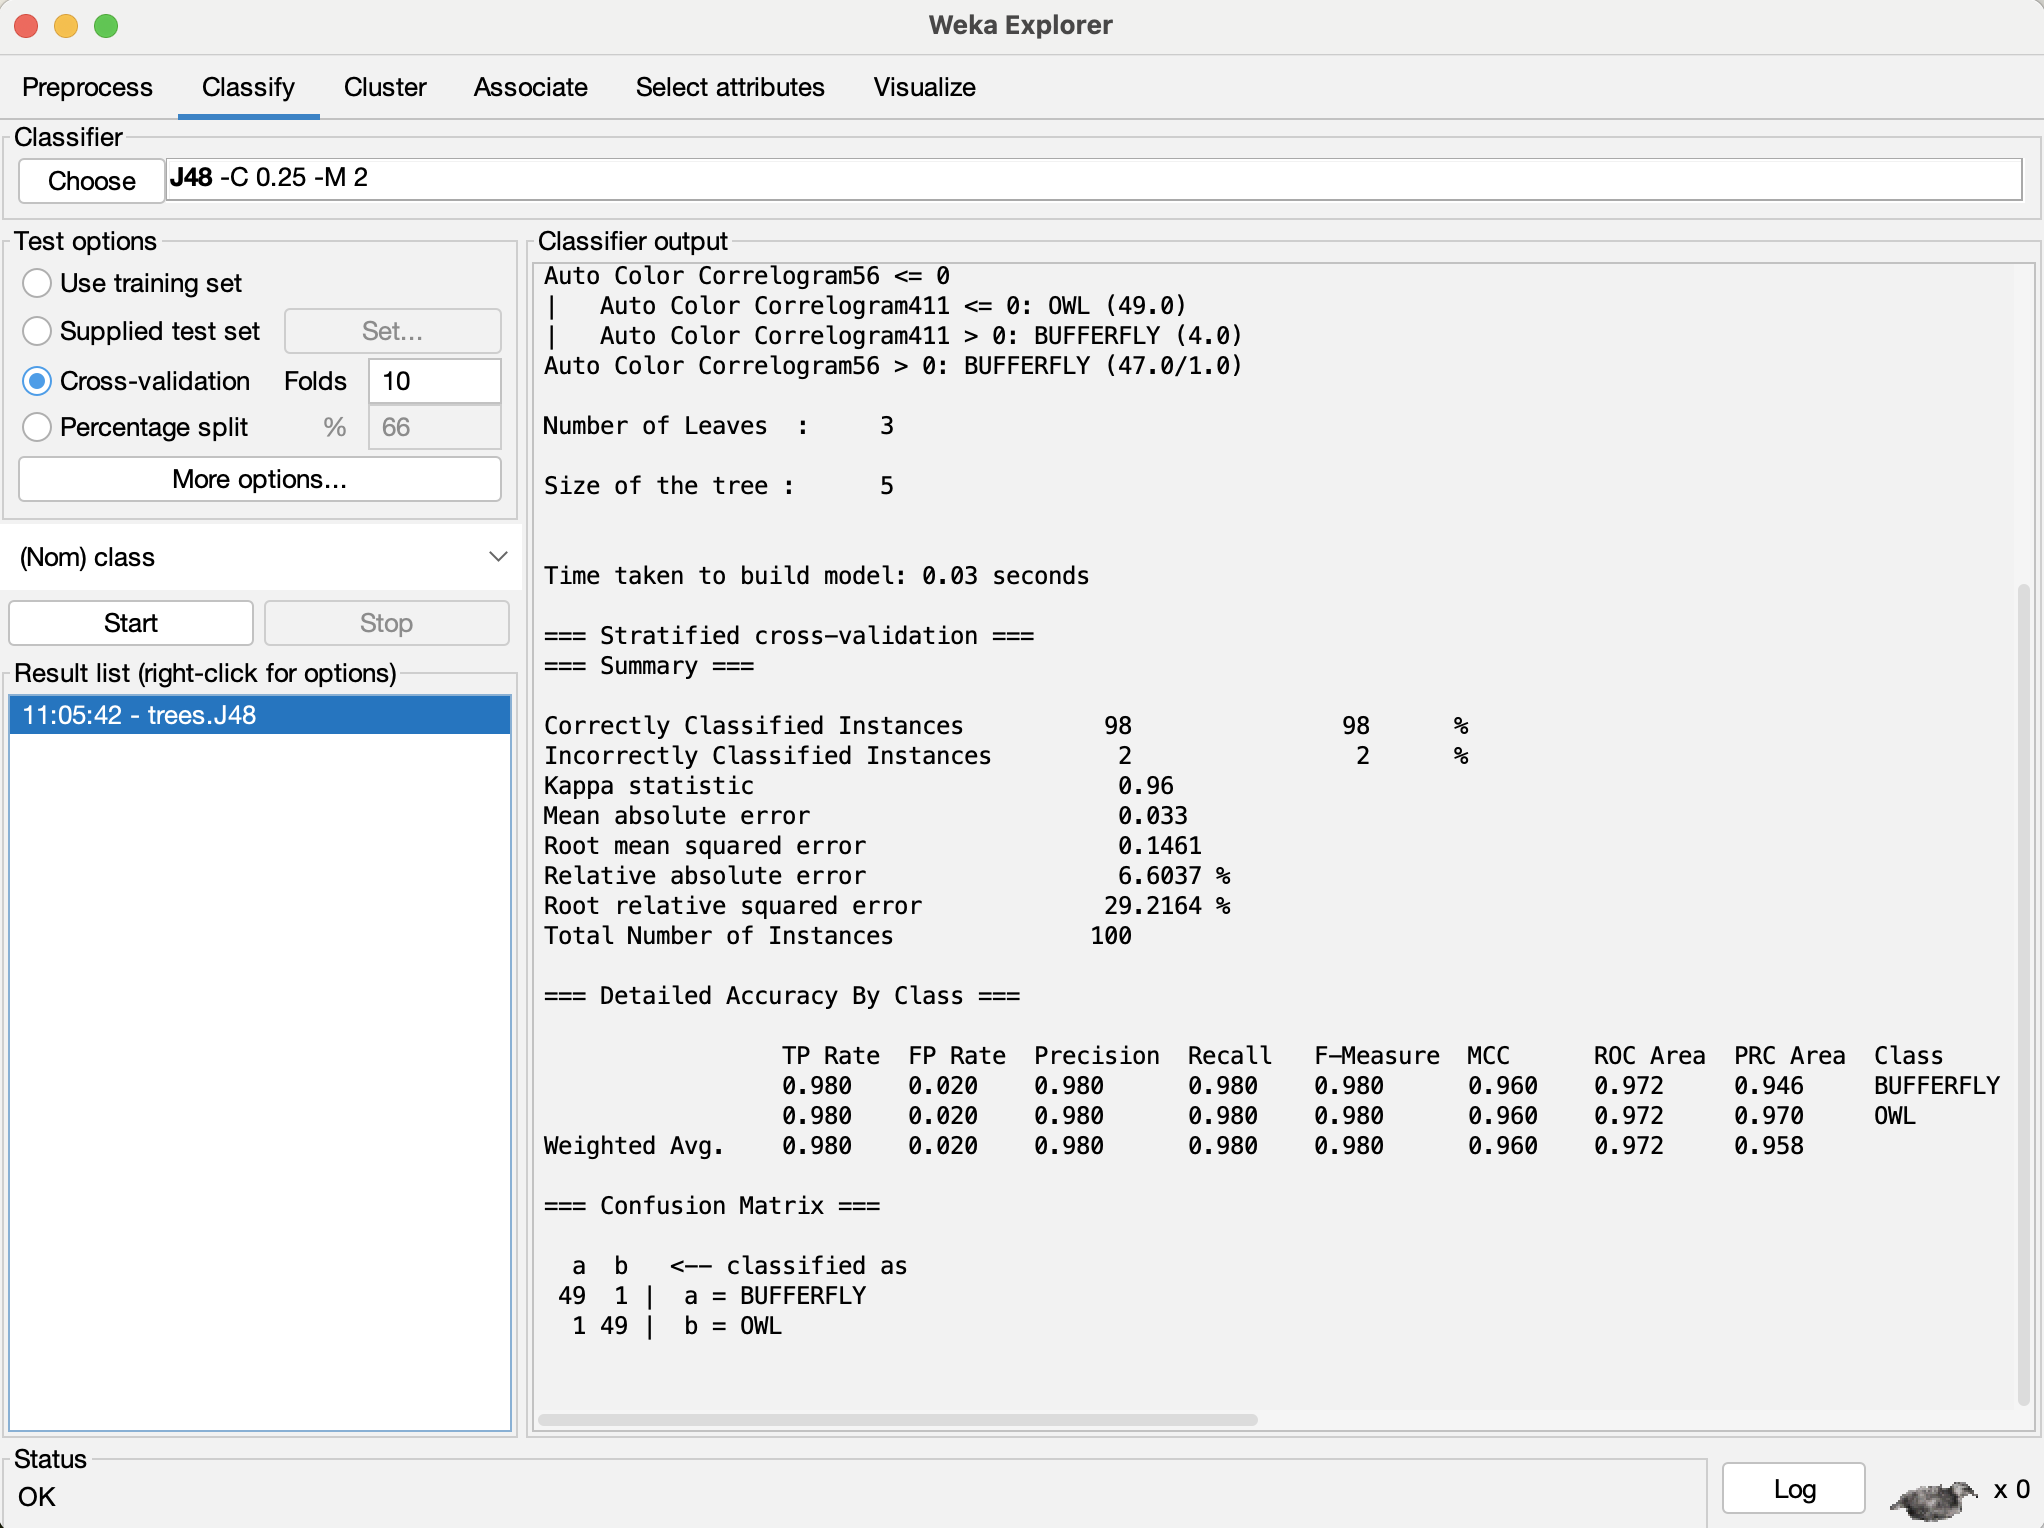 Weka Explorer
Preprocess Classify Cluster Associate Select attributes Visualize
Classifier
Choose J48 -C 0.25 -M 2
Test options
Use training set
Supplied test set Set...
Cross-validation Folds 10
Percentage split % 66
More options...
(Nom) class
Start Stop
Result list (right-click for options)
11:05:42 - trees.J48
Classifier output
Auto Color Correlogram56 <= 0
|   Auto Color Correlogram411 <= 0: OWL (49.0)
|   Auto Color Correlogram411 > 0: BUFFERFLY (4.0)
Auto Color Correlogram56 > 0: BUFFERFLY (47.0/1.0)
Number of Leaves  :     3
Size of the tree :      5
Time taken to build model: 0.03 seconds
=== Stratified cross-validation ===
=== Summary ===
Correctly Classified Instances          98               98      %
Incorrectly Classified Instances         2                2      %
Kappa statistic                          0.96
Mean absolute error                      0.033
Root mean squared error                  0.1461
Relative absolute error                  6.6037 %
Root relative squared error             29.2164 %
Total Number of Instances              100
=== Detailed Accuracy By Class ===
TP Rate  FP Rate  Precision  Recall   F-Measure  MCC      ROC Area  PRC Area  Class
0.980    0.020    0.980      0.980    0.980      0.960    0.972     0.946     BUFFERFLY
0.980    0.020    0.980      0.980    0.980      0.960    0.972     0.970     OWL
Weighted Avg.    0.980    0.020    0.980      0.980    0.980      0.960    0.972     0.958
=== Confusion Matrix ===
a  b   <-- classified as
49  1 |  a = BUFFERFLY
1 49 |  b = OWL
Status
OK
Log x 0